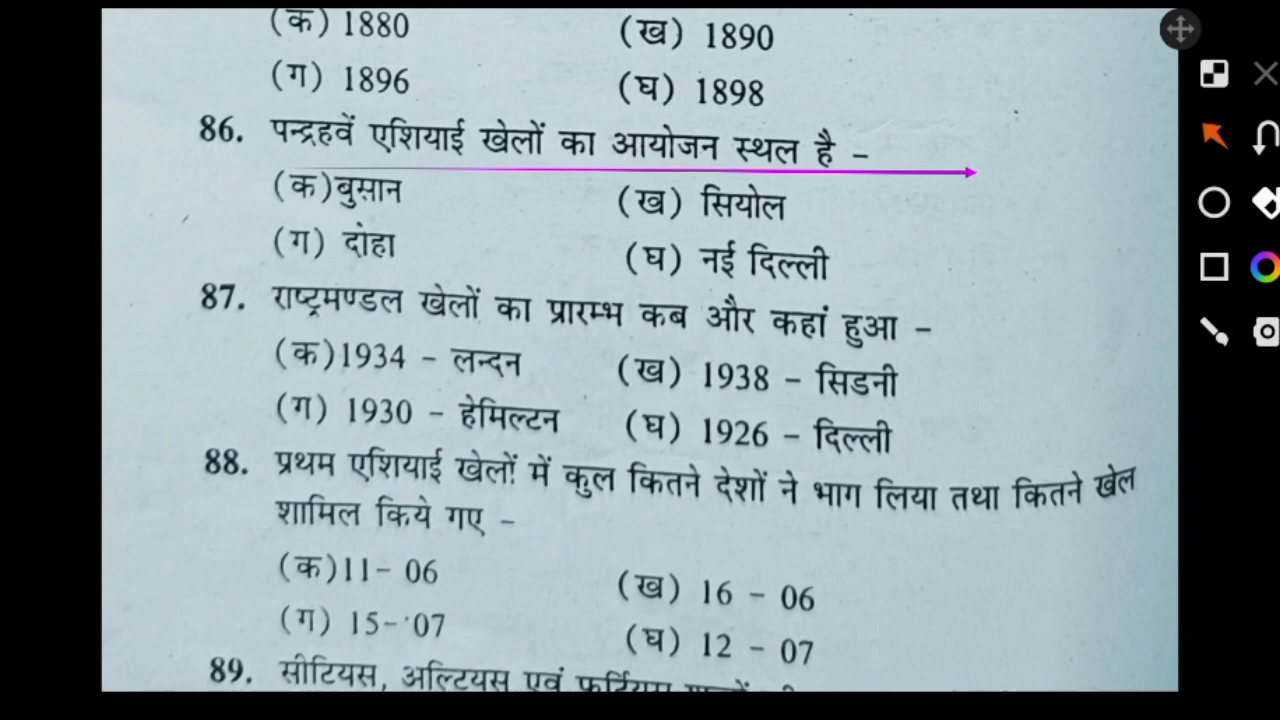 (क) 1880 (ख) 1890
(ग) 1896 (घ) 1898
86. पन्द्रहवें एशियाई खेलों का आयोजन स्थल है -
(क)बुसान (ख) सियोल
(ग) दोहा (घ) नई दिल्ली
87. राष्ट्रमण्डल खेलों का प्रारम्भ कब और कहां हुआ -
(क)1934 - लन्दन (ख) 1938 - सिडनी
(ग) 1930 - हेमिल्टन (घ) 1926 - दिल्ली
88. प्रथम एशियाई खेलों में कुल कितने देशों ने भाग लिया तथा कितने खेल
शामिल किये गए -
(क)11- 06 (ख) 16 - 06
(ग) 15- 07 (घ) 12 - 07
89. सीटियस, अल्टियस एवं